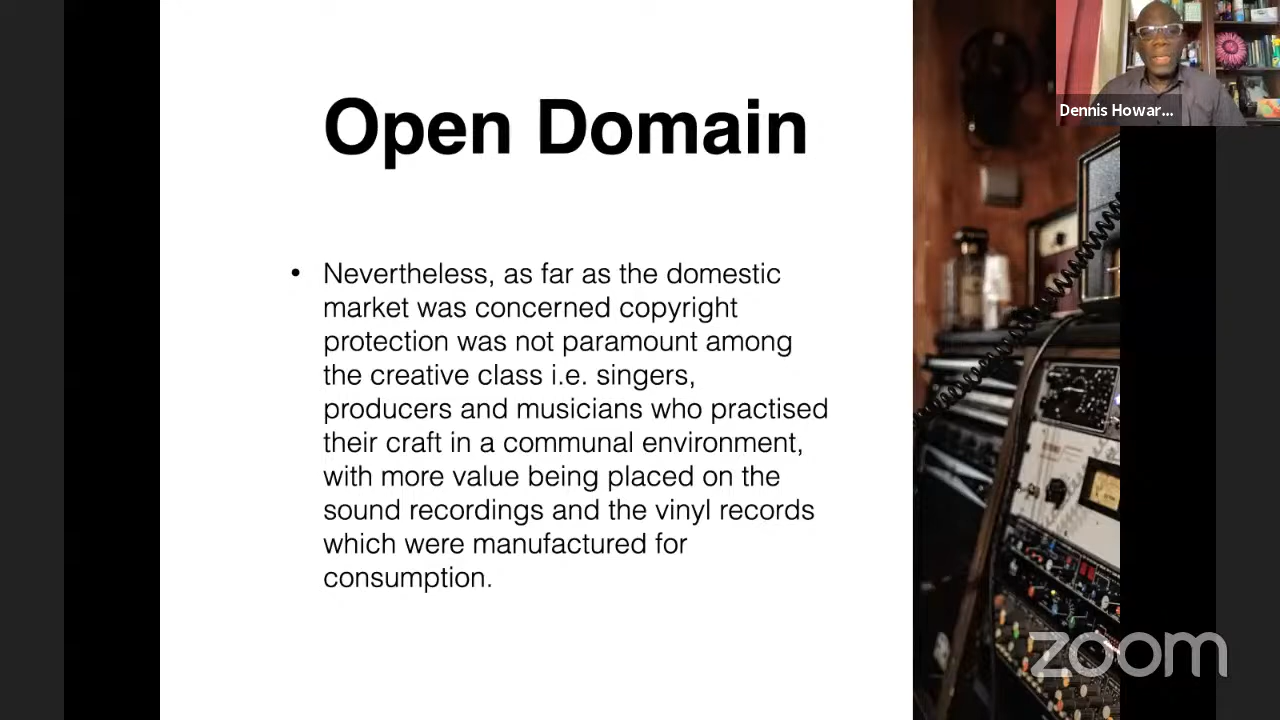 Open Domain
Dennis Howar...
• Nevertheless, as far as the domestic
market was concerned copyright
protection was not paramount among
the creative class i.e. singers,
producers and musicians who practised
their craft in a communal environment,
with more value being placed on the
sound recordings and the vinyl records
which were manufactured for
consumption.
zoom